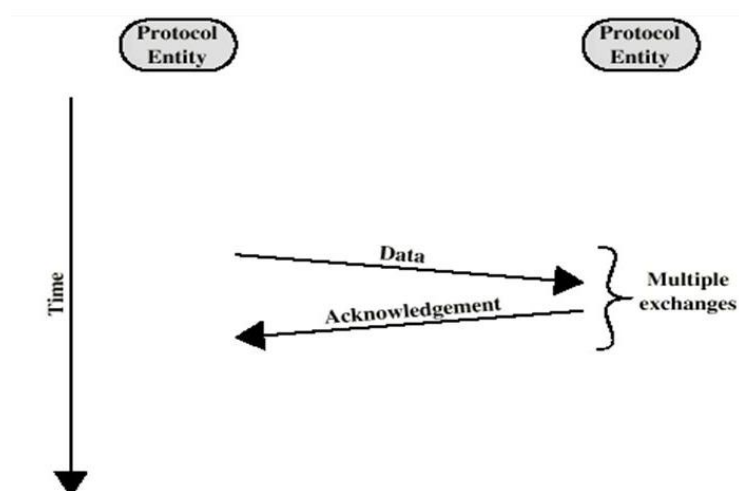 Protocol
Entity
Protocol
Entity
Time
Data
Acknowledgement
Multiple
exchanges